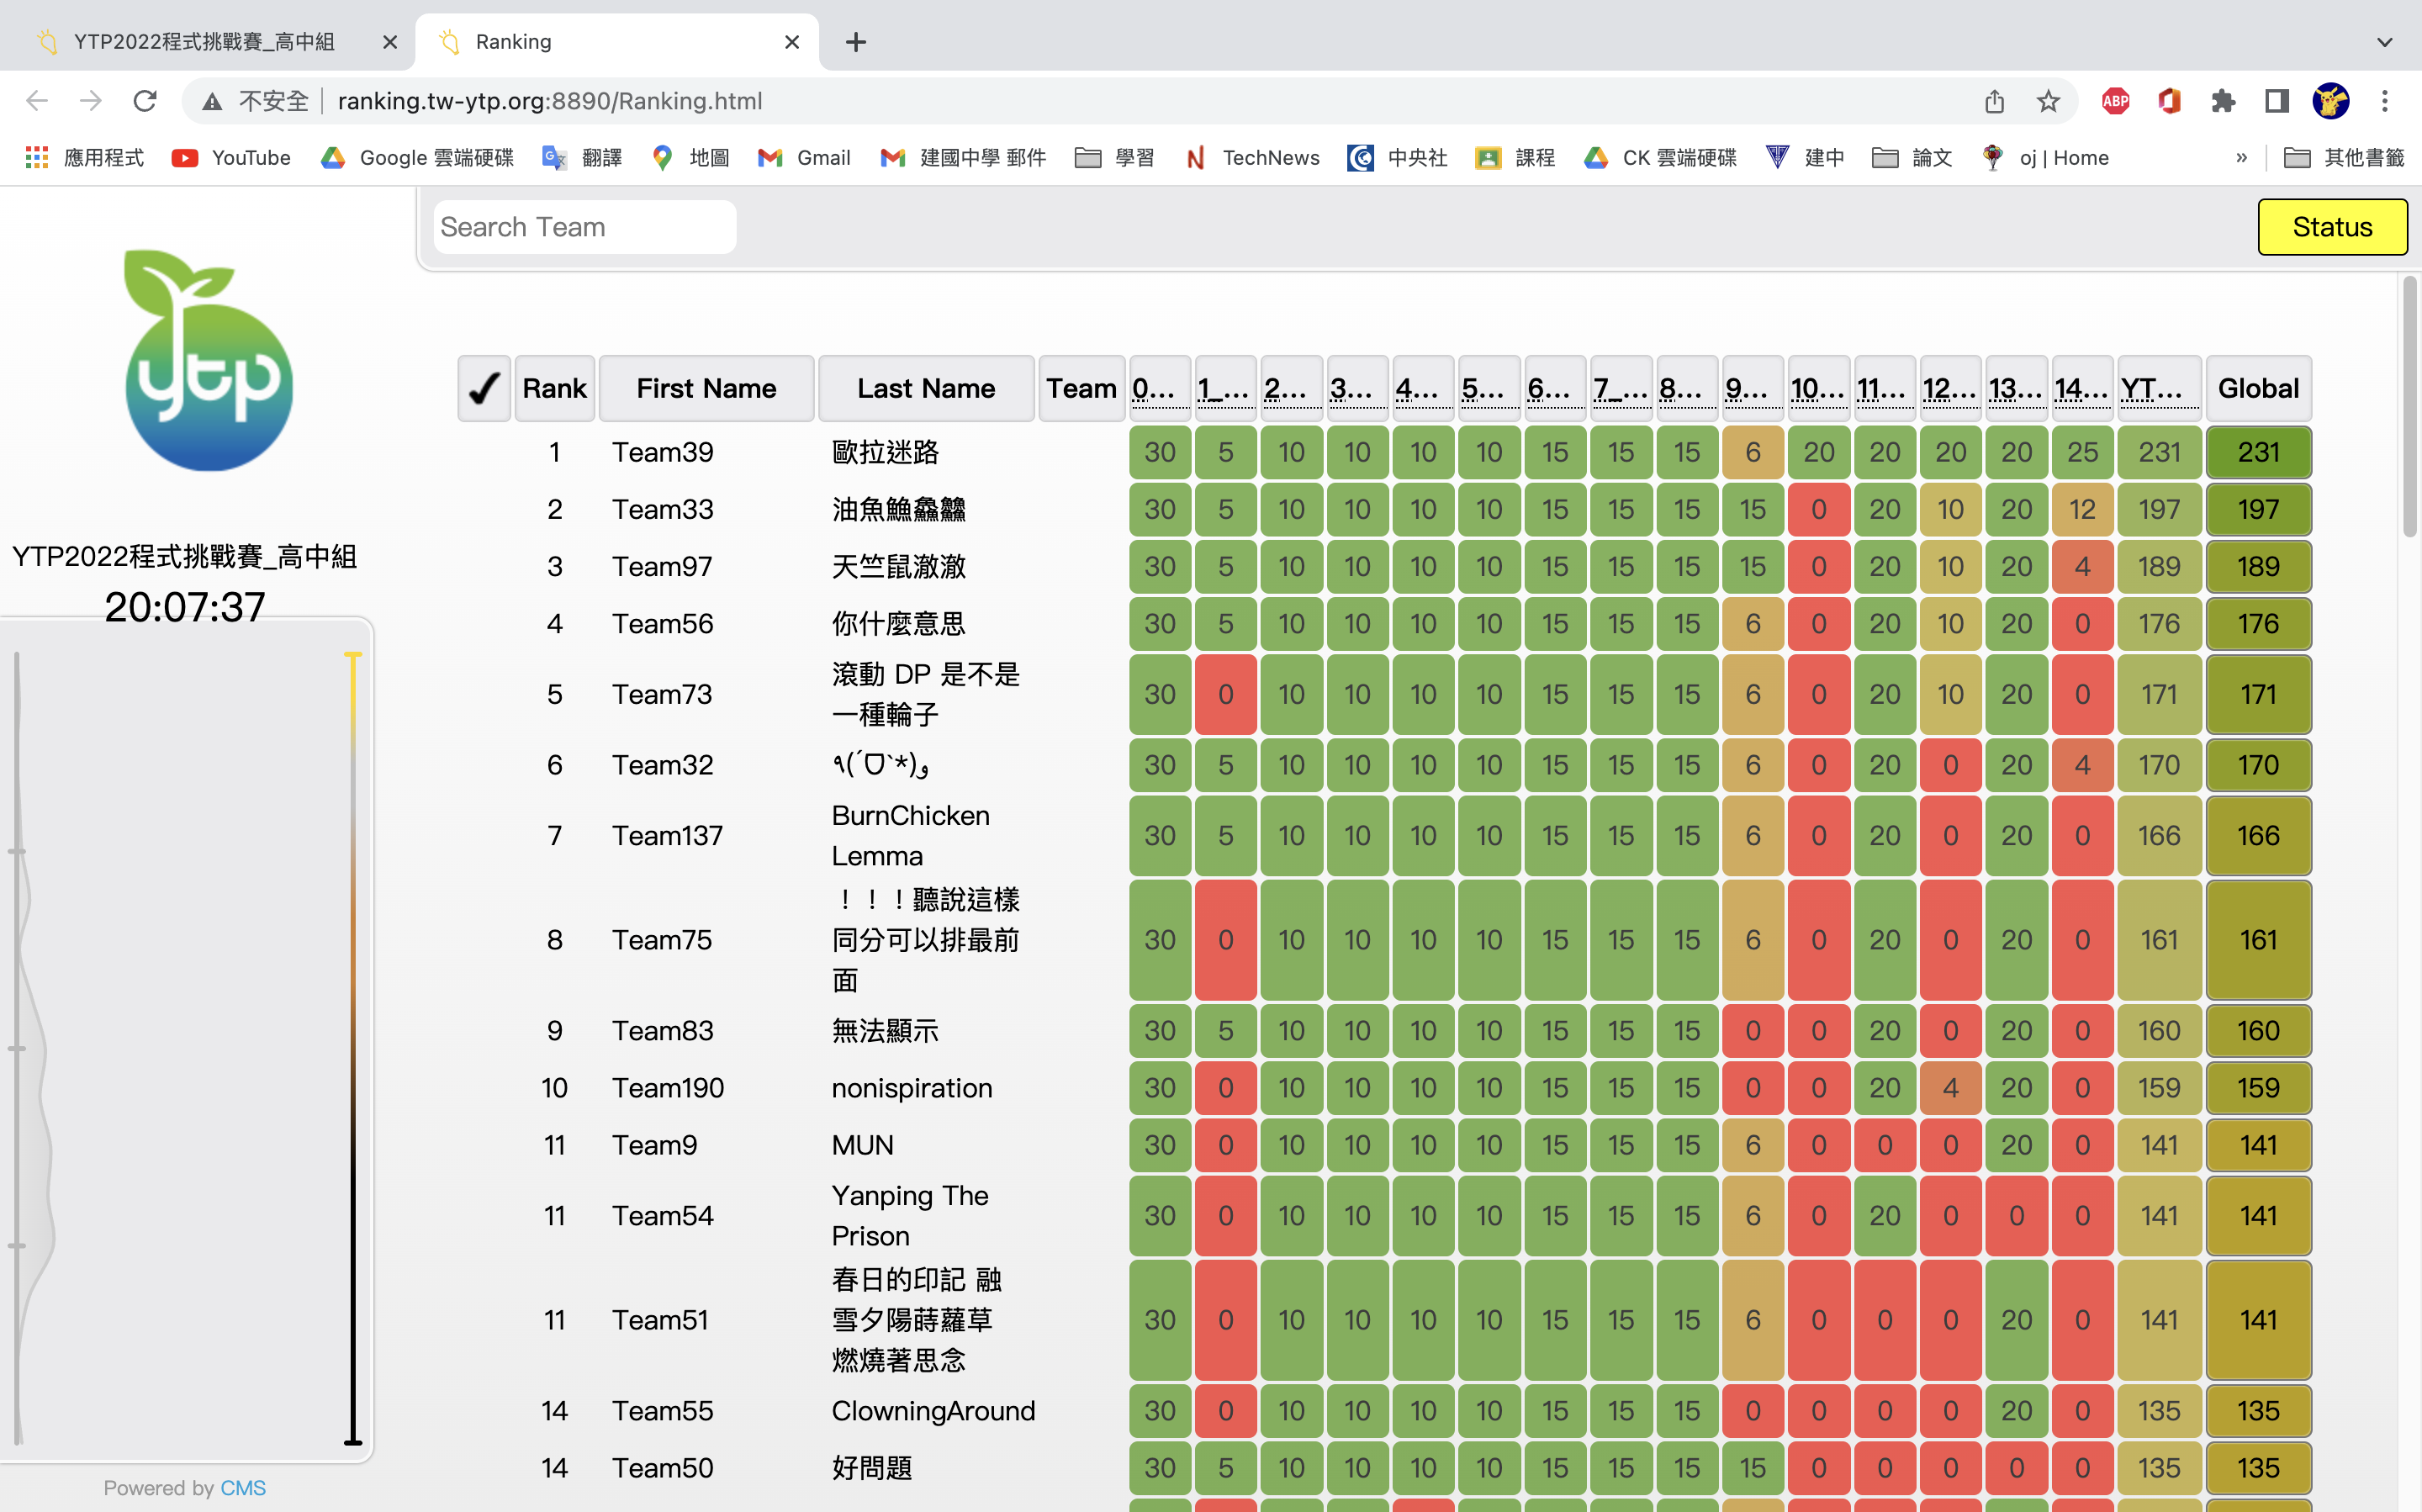 YTP2022程式挑戰賽_高中組
Ranking
不安全
ranking.tw-ytp.org:8890/Ranking.html
ABP
應用程式 YouTube Google 雲端硬碟 翻譯 地圖 Gmail 建國中學 郵件 學習 TechNews 中央社 課程 CK 雲端硬碟 建中 論文 oj | Home » 其他書籤
Search Team
Status
ytp
YTP2022程式挑戰賽_高中組
20:07:37
Powered by CMS
✔ Rank First Name Last Name Team 0... 1_... 2... 3... 4... 5... 6... 7_... 8... 9... 10... 11... 12... 13... 14... YT... Global
1 Team39 歐拉迷路 30 5 10 10 10 10 15 15 15 6 20 20 20 20 25 231 231
2 Team33 油魚䲆鱻䲜 30 5 10 10 10 10 15 15 15 15 0 20 10 20 12 197 197
3 Team97 天竺鼠澈澈 30 5 10 10 10 10 15 15 15 15 0 20 10 20 4 189 189
4 Team56 你什麼意思 30 5 10 10 10 10 15 15 15 6 0 20 10 20 0 176 176
5 Team73 滾動 DP 是不是
一種輪子 30 0 10 10 10 10 15 15 15 6 0 20 10 20 0 171 171
6 Team32 ٩(ˊᗜˋ*)و 30 5 10 10 10 10 15 15 15 6 0 20 0 20 4 170 170
7 Team137 BurnChicken
Lemma 30 5 10 10 10 10 15 15 15 6 0 20 0 20 0 166 166
8 Team75 ！！！聽說這樣
同分可以排最前
面 30 0 10 10 10 10 15 15 15 6 0 20 0 20 0 161 161
9 Team83 無法顯示 30 5 10 10 10 10 15 15 15 0 0 20 0 20 0 160 160
10 Team190 nonispiration 30 0 10 10 10 10 15 15 15 0 0 20 4 20 0 159 159
11 Team9 MUN 30 0 10 10 10 10 15 15 15 6 0 0 0 20 0 141 141
11 Team54 Yanping The
Prison 30 0 10 10 10 10 15 15 15 6 0 20 0 0 0 141 141
11 Team51 春日的印記 融
雪夕陽蒔蘿草
燃燒著思念 30 0 10 10 10 10 15 15 15 6 0 0 0 20 0 141 141
14 Team55 ClowningAround 30 0 10 10 10 10 15 15 15 0 0 0 0 20 0 135 135
14 Team50 好問題 30 5 10 10 10 10 15 15 15 15 0 0 0 0 0 135 135